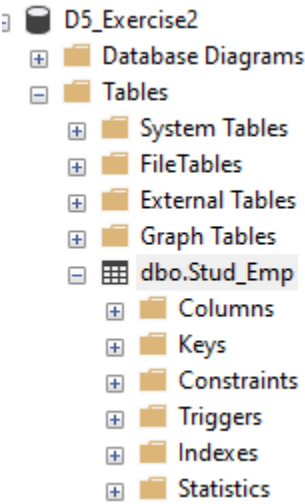 D5_Exercise2
Database Diagrams
Tables
System Tables
FileTables
External Tables
Graph Tables
dbo.Stud_Emp
Columns
Keys
Constraints
Triggers
Indexes
Statistics